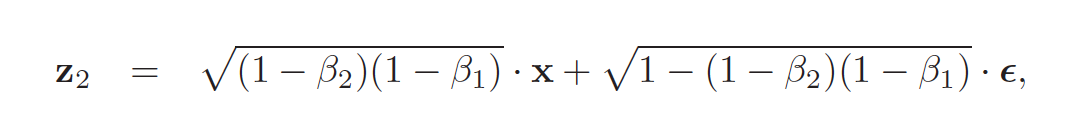 z₂ = √(1 − β₂)(1 − β₁) · x + √1 − (1 − β₂)(1 − β₁) · ϵ,